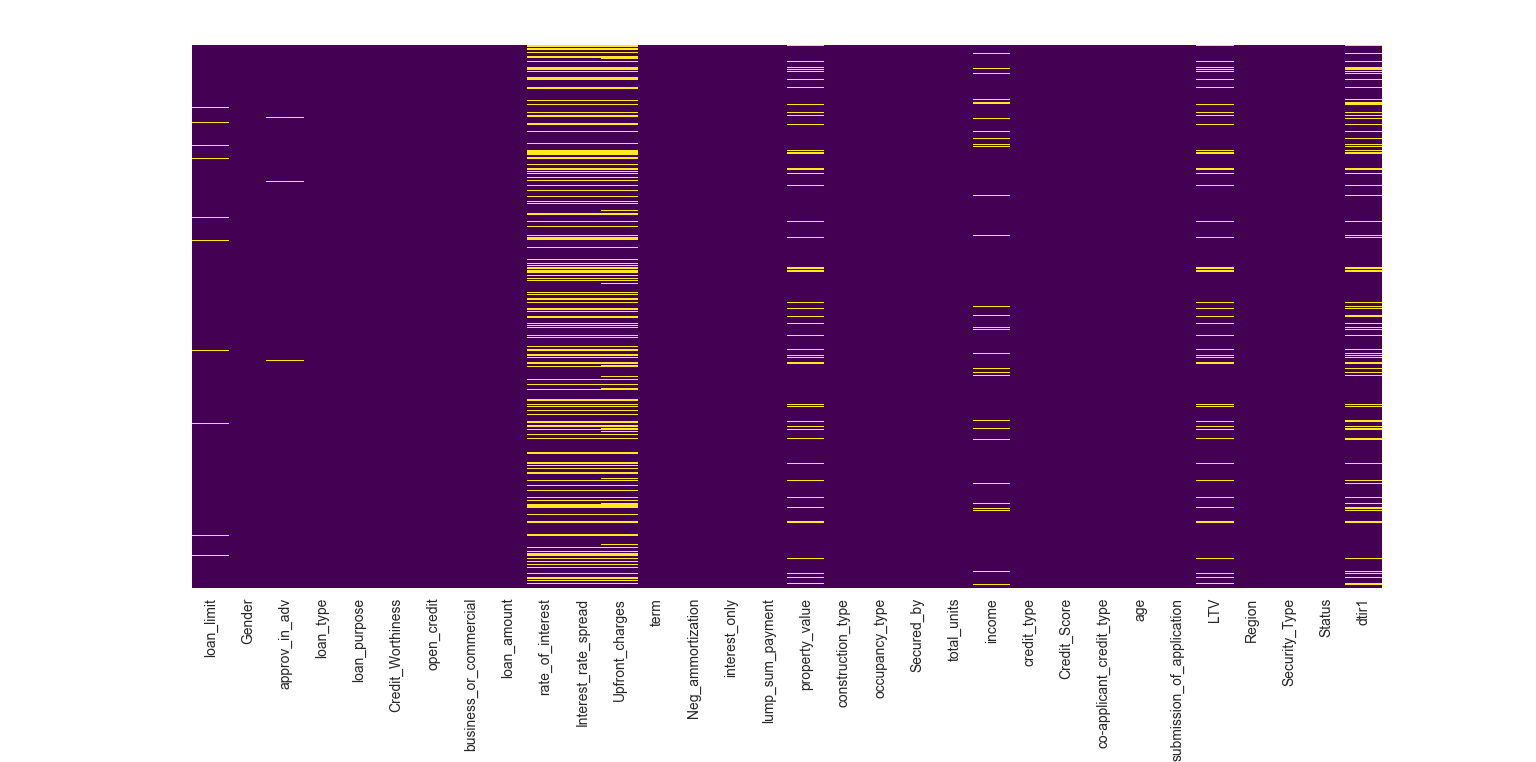 loan_limit
Gender
approv_in_adv
loan_type
loan_purpose
Credit_Worthiness
open_credit
business_or_commercial
loan_amount
rate_of_interest
Interest_rate_spread
Upfront_charges
term
Neg_ammortization
interest_only
lump_sum_payment
property_value
construction_type
occupancy_type
Secured_by
total_units
income
credit_type
Credit_Score
co-applicant_credit_type
age
submission_of_application
LTV
Region
Security_Type
Status
dtir1